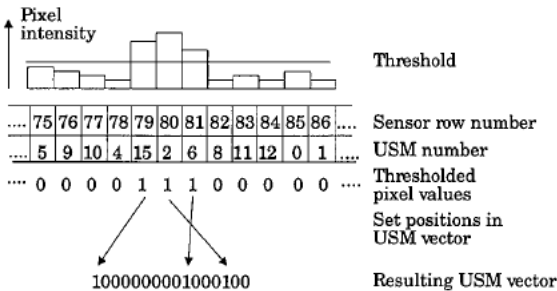 Pixel
intensity
Threshold
.... 75 76 77 78 79 80 81 82 83 84 85 86 .... Sensor row number
.... 5 9 10 4 15 2 6 8 11 12 0 1 .... USM number
.... 0 0 0 0 1 1 1 0 0 0 0 0 .... Thresholded
pixel values
Set positions in
USM vector
1000000001000100 Resulting USM vector